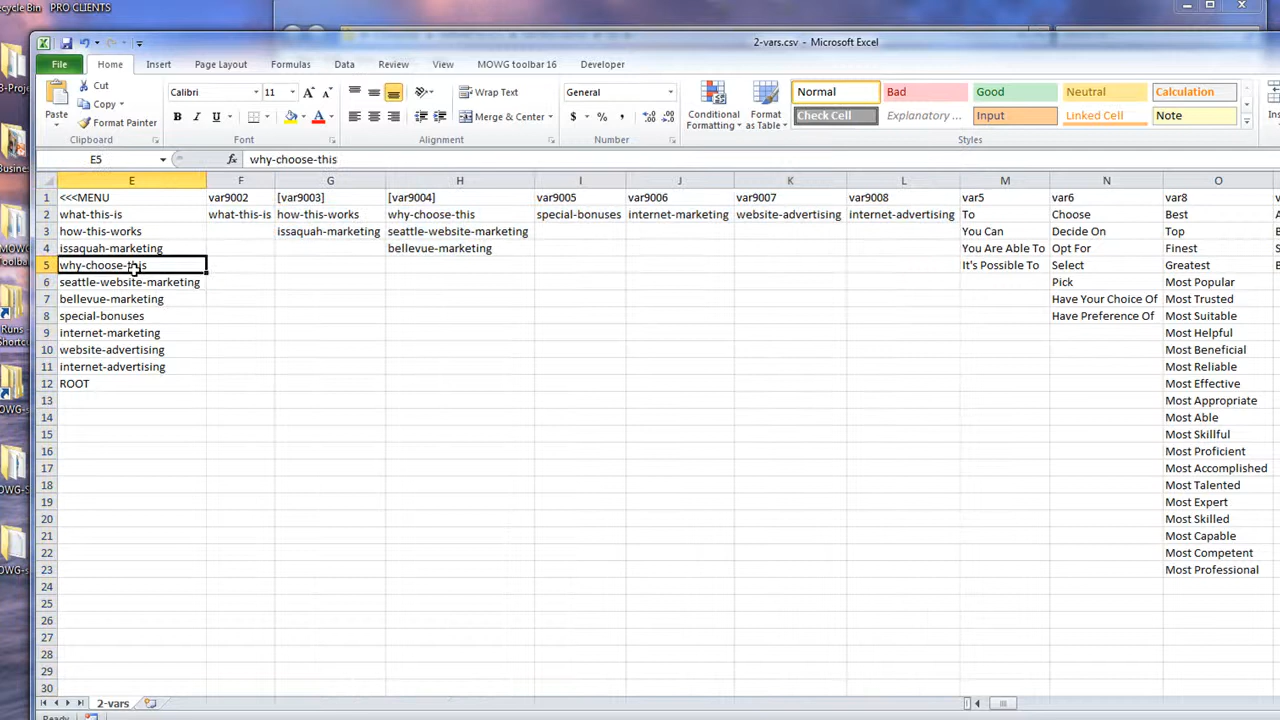 ecycle Bin PRO CLIENTS
2-vars.csv - Microsoft Excel
File Home Insert Page Layout Formulas Data Review View MOWG toolbar 16 Developer
Paste Cut Copy Format Painter
Calibri 11 A A
B I U A
Wrap Text
Merge & Center
General
$ % ,
Conditional Formatting Format as Table
Normal Bad Good Neutral Calculation
Check Cell Explanatory ... Input Linked Cell Note
Clipboard Font Alignment Number Styles
E5 fx why-choose-this
E F G H I J K L M N O
1 <<<MENU var9002 [var9003] [var9004] var9005 var9006 var9007 var9008 var5 var6 var8
2 what-this-is what-this-is how-this-works why-choose-this special-bonuses internet-marketing website-advertising internet-advertising To Choose Best
3 how-this-works issaquah-marketing seattle-website-marketing You Can Decide On Top
4 issaquah-marketing bellevue-marketing You Are Able To Opt For Finest
5 why-choose-this It's Possible To Select Greatest
6 seattle-website-marketing Pick Most Popular
7 bellevue-marketing Have Your Choice Of Most Trusted
8 special-bonuses Have Preference Of Most Suitable
9 internet-marketing Most Helpful
10 website-advertising Most Beneficial
11 internet-advertising Most Reliable
12 ROOT Most Effective
13 Most Appropriate
14 Most Able
15 Most Skillful
16 Most Proficient
17 Most Accomplished
18 Most Talented
19 Most Expert
20 Most Skilled
21 Most Capable
22 Most Competent
23 Most Professional
24
25
26
27
28
29
30
2-vars
Ready